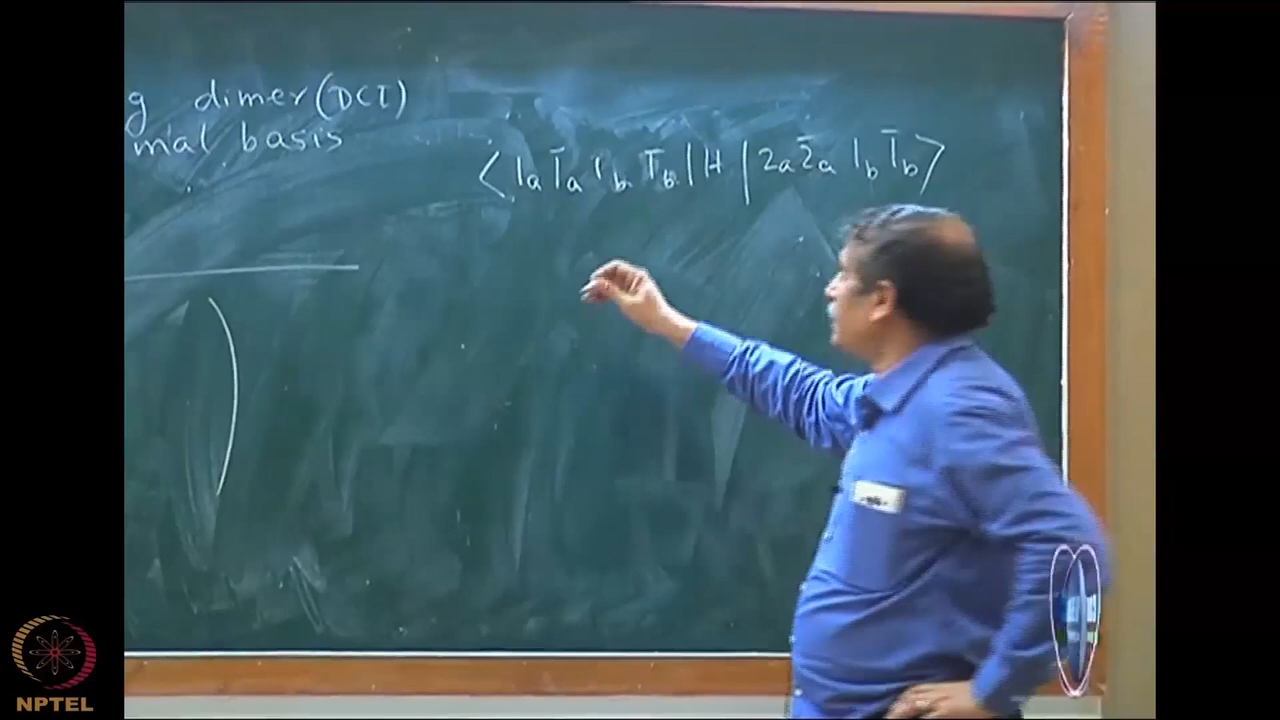 g dimer (DCI)
mal basis
⟨1a 1̄a 1b 1̄b|H|2a 2̄a 1b 1̄b⟩
NPTEL